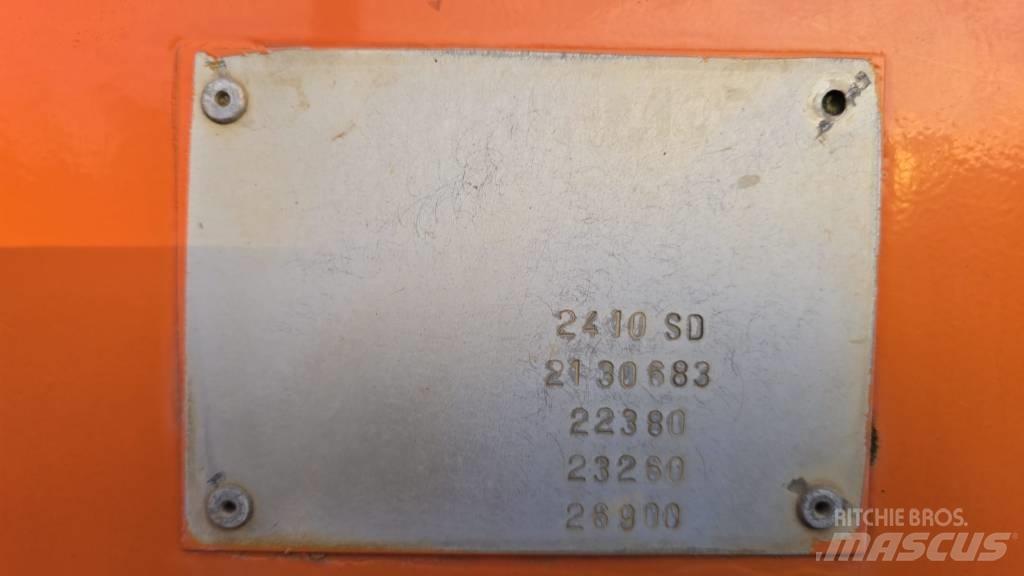 2410 SD
2130683
22380
23260
26900
RITCHIE BROS.
MASCUS